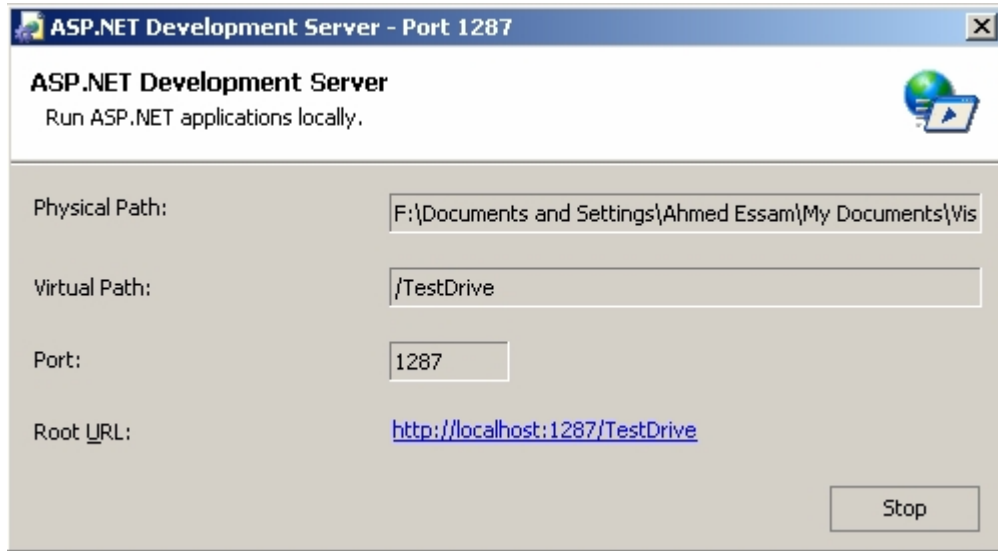 ASP.NET Development Server - Port 1287
ASP.NET Development Server
Run ASP.NET applications locally.
Physical Path: F:\Documents and Settings\Ahmed Essam\My Documents\Vis
Virtual Path: /TestDrive
Port: 1287
Root URL: http://localhost:1287/TestDrive
Stop